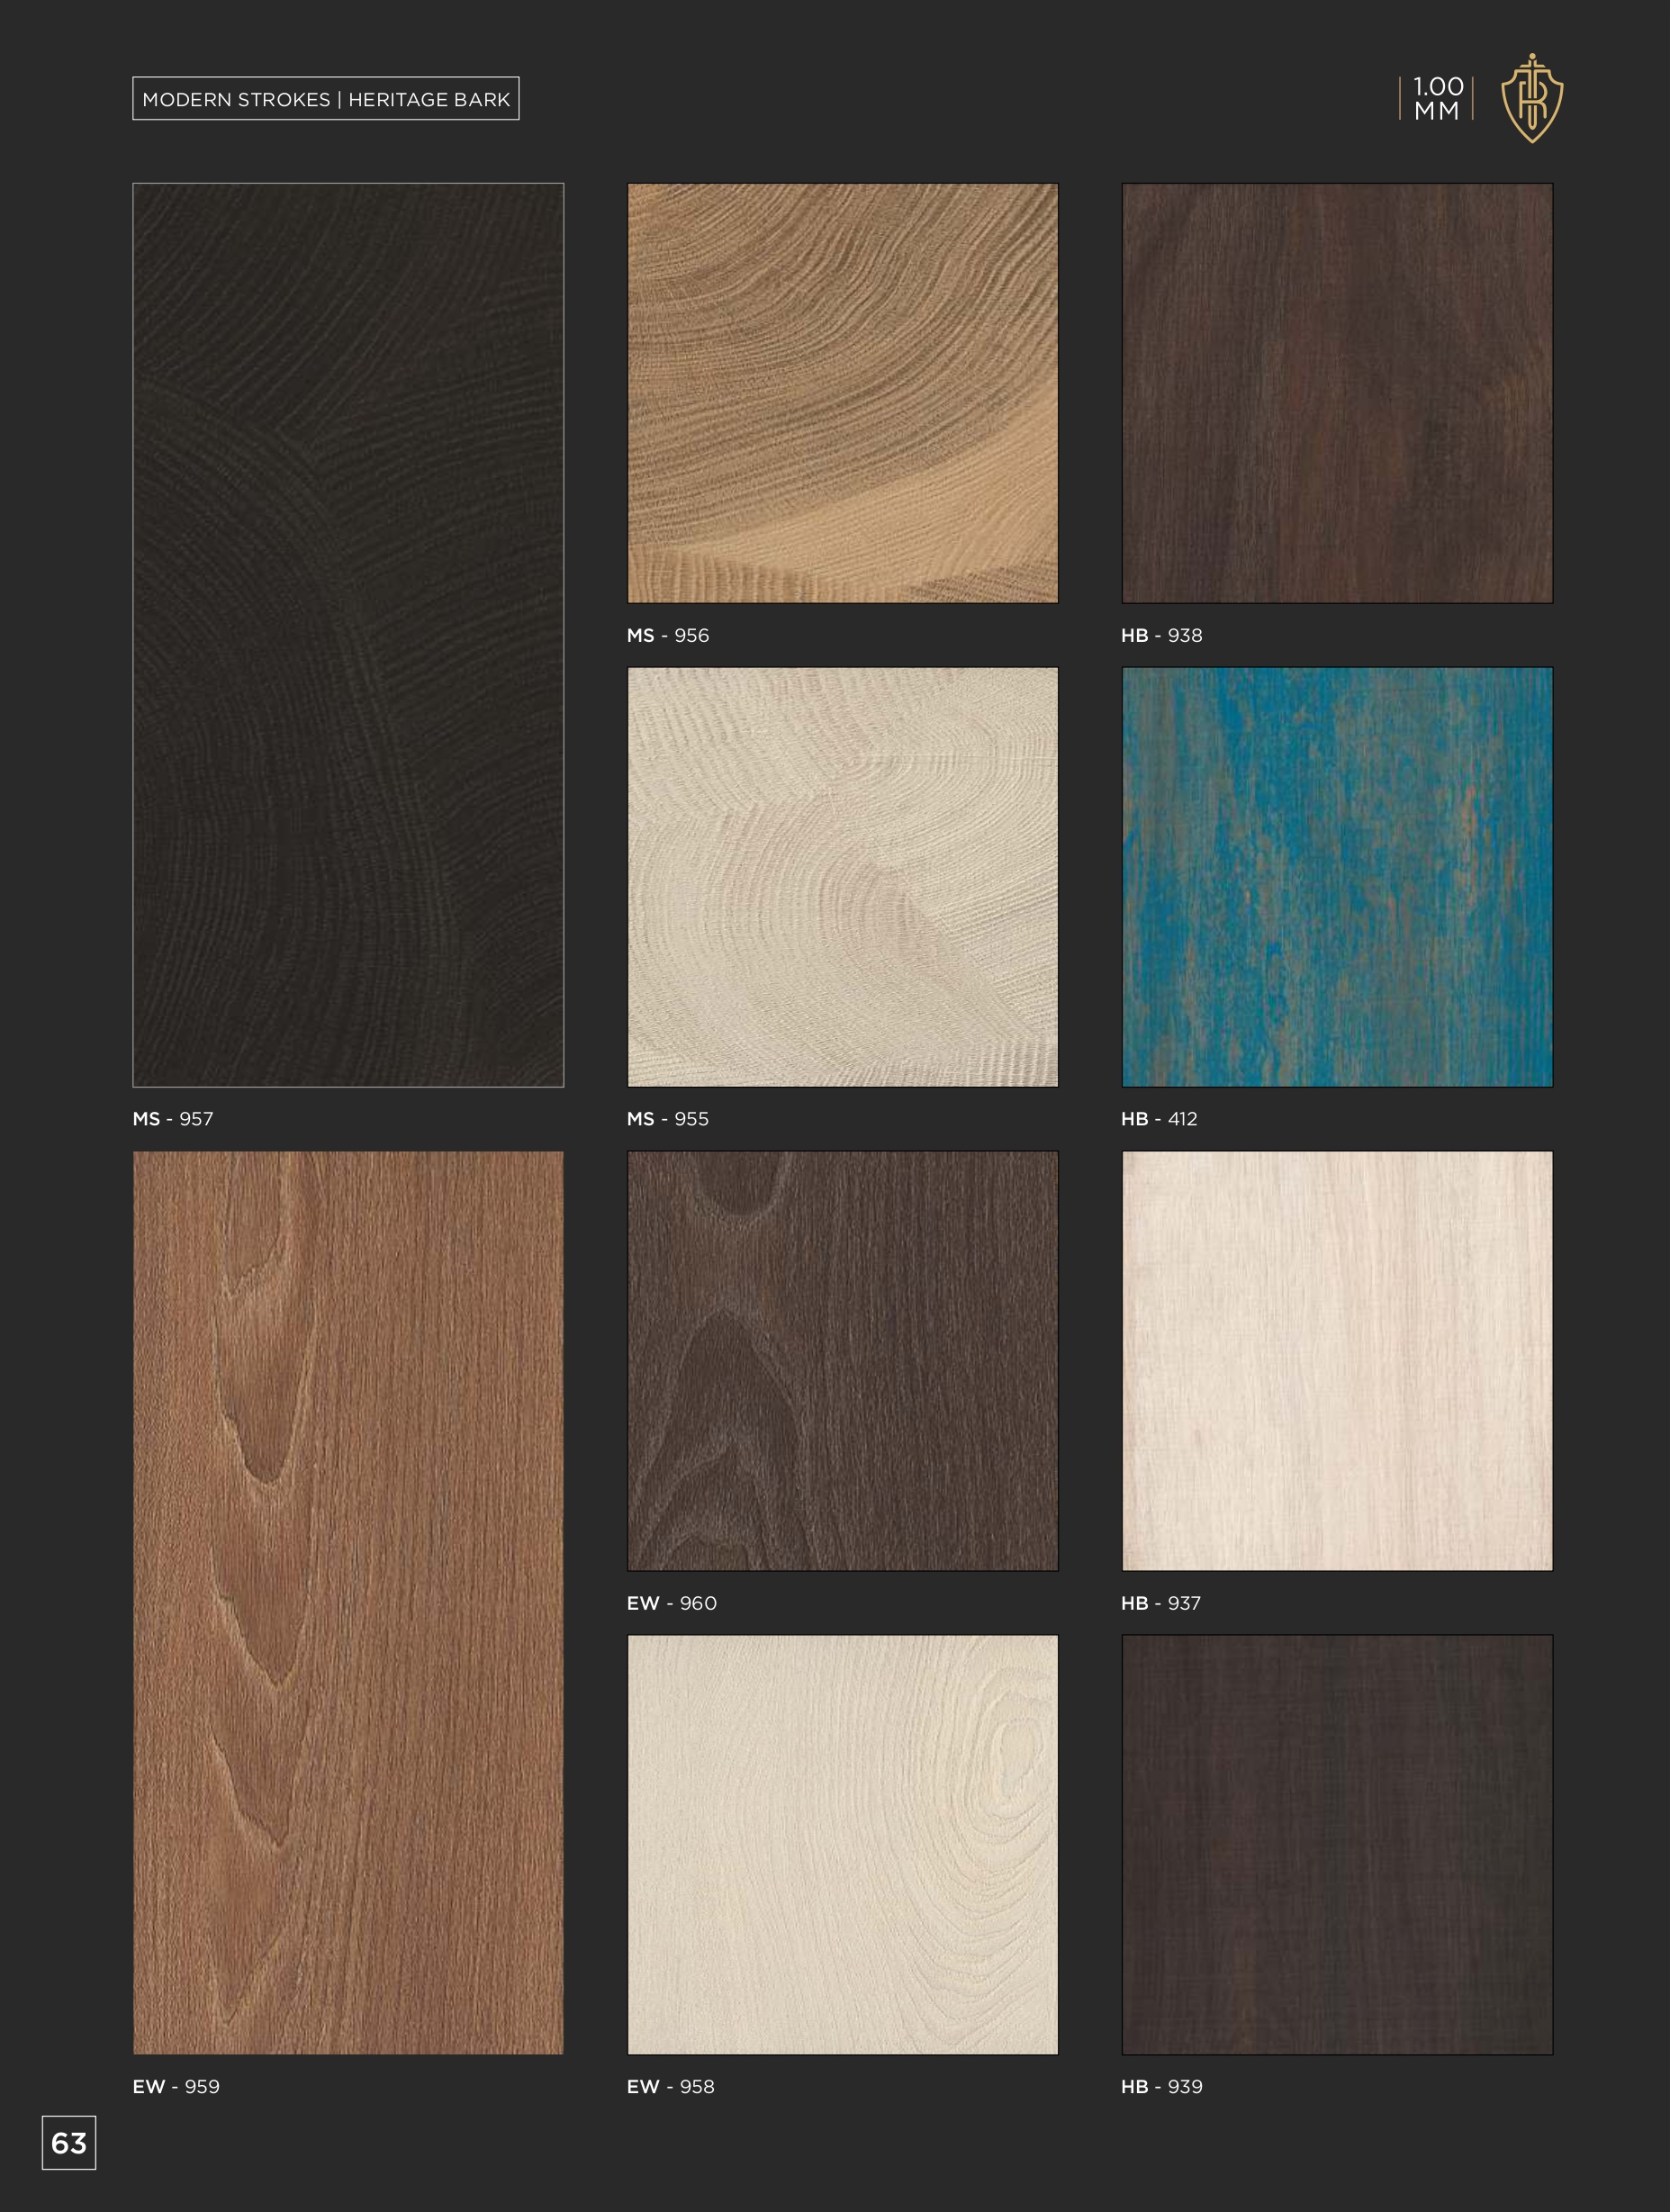 MODERN STROKES | HERITAGE BARK
1.00
MM
MS - 956
HB - 938
MS - 957
MS - 955
HB - 412
EW - 960
HB - 937
EW - 959
EW - 958
HB - 939
63